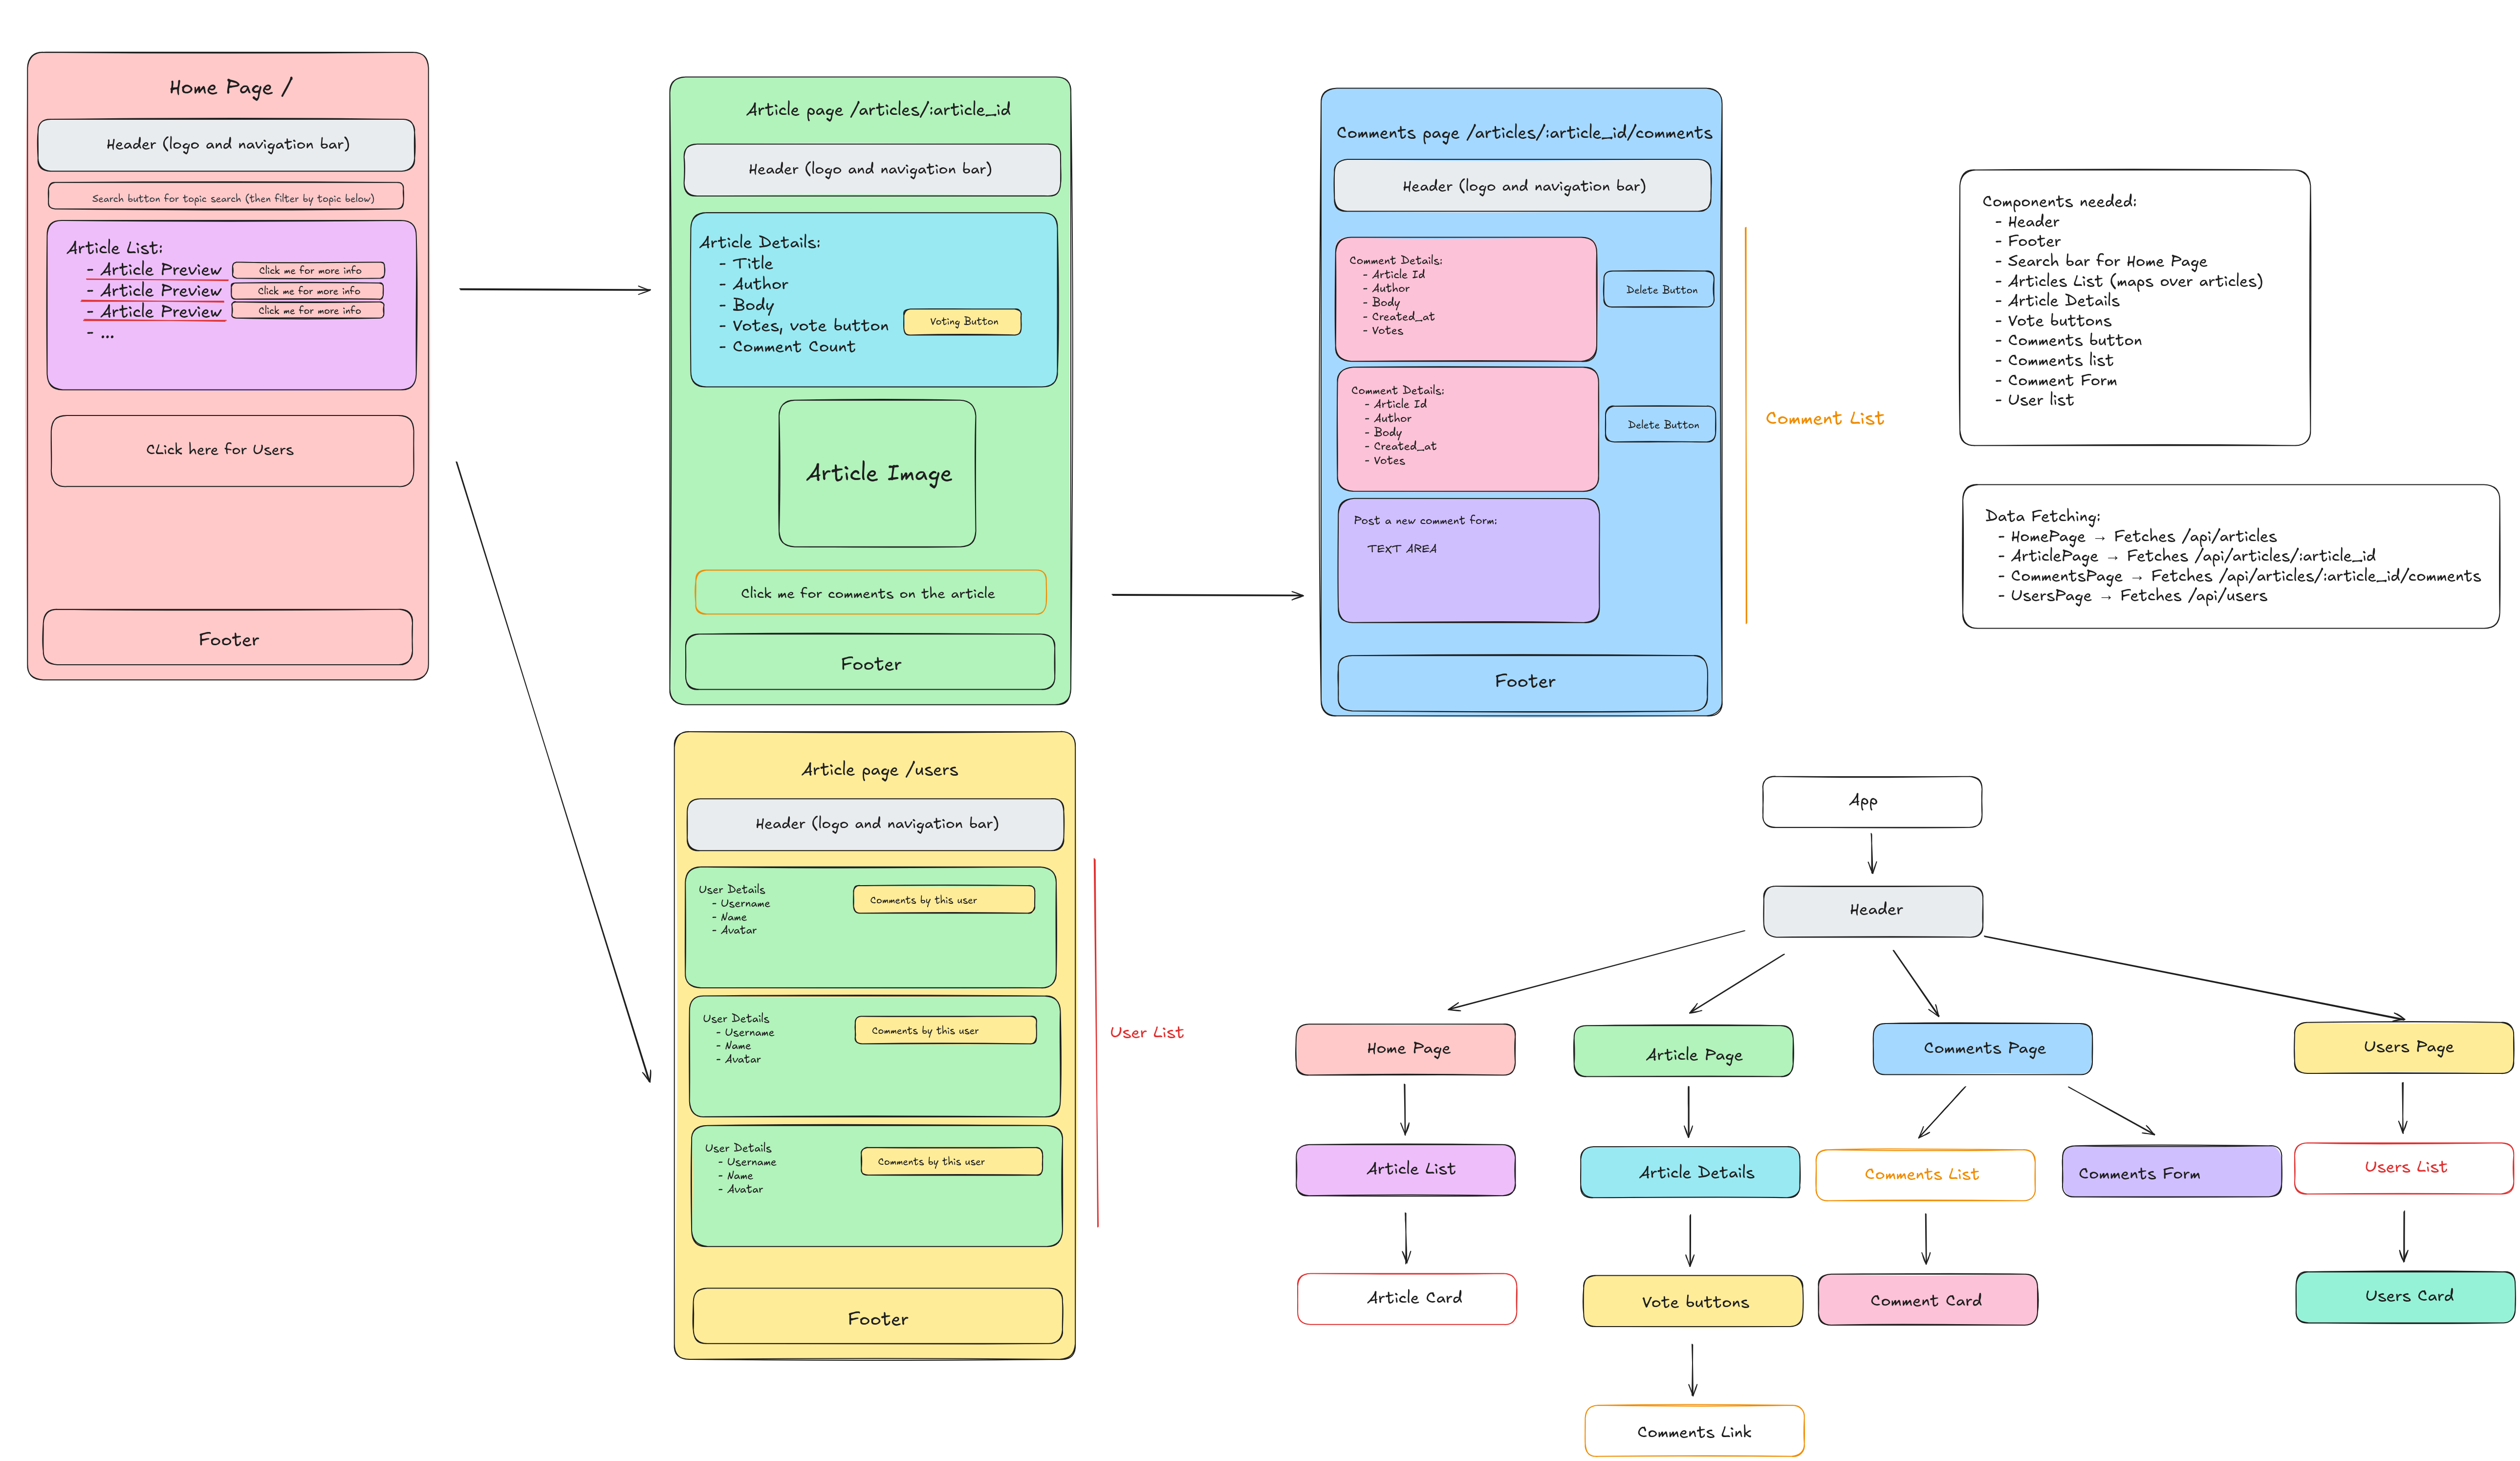 Home Page /
Header (logo and navigation bar)
Search button for topic search (then filter by topic below)
Article List:
- Article Preview
Click me for more info
- Article Preview
Click me for more info
- Article Preview
Click me for more info
- ...
CLick here for Users
Footer
Article page /articles/:article_id
Header (logo and navigation bar)
Article Details:
- Title
- Author
- Body
- Votes, vote button
Voting Button
- Comment Count
Article Image
Click me for comments on the article
Footer
Comments page /articles/:article_id/comments
Header (logo and navigation bar)
Comment Details:
- Article Id
- Author
- Body
- Created_at
- Votes
Delete Button
Comment Details:
- Article Id
- Author
- Body
- Created_at
- Votes
Delete Button
Post a new comment form:
TEXT AREA
Footer
Comment List
Components needed:
- Header
- Footer
- Search bar for Home Page
- Articles List (maps over articles)
- Article Details
- Vote buttons
- Comments button
- Comments list
- Comment Form
- User list
Data Fetching:
- HomePage → Fetches /api/articles
- ArticlePage → Fetches /api/articles/:article_id
- CommentsPage → Fetches /api/articles/:article_id/comments
- UsersPage → Fetches /api/users
Article page /users
Header (logo and navigation bar)
User Details
- Username
- Name
- Avatar
Comments by this user
User Details
- Username
- Name
- Avatar
Comments by this user
User Details
- Username
- Name
- Avatar
Comments by this user
Footer
User List
App
Header
Home Page
Article Page
Comments Page
Users Page
Article List
Article Details
Comments List
Comments Form
Users List
Article Card
Vote buttons
Comment Card
Users Card
Comments Link